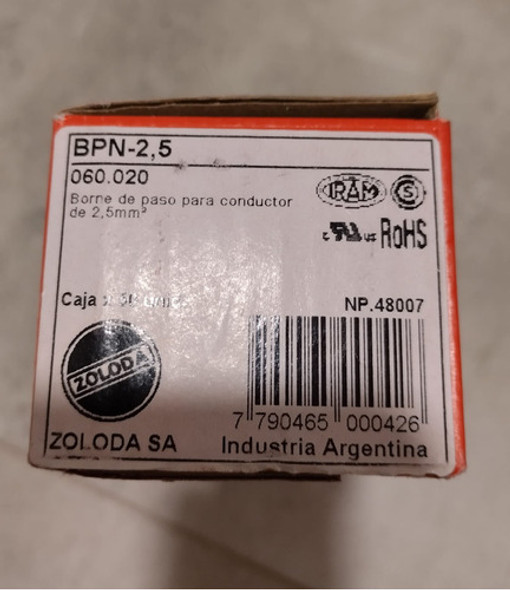 BPN-2,5
060.020
IRAM S
Borne de paso para conductor
de 2,5mm²
c us RoHS
Caja x
NP.48007
ZOLODA
7 790465 000426
ZOLODA SA Industria Argentina